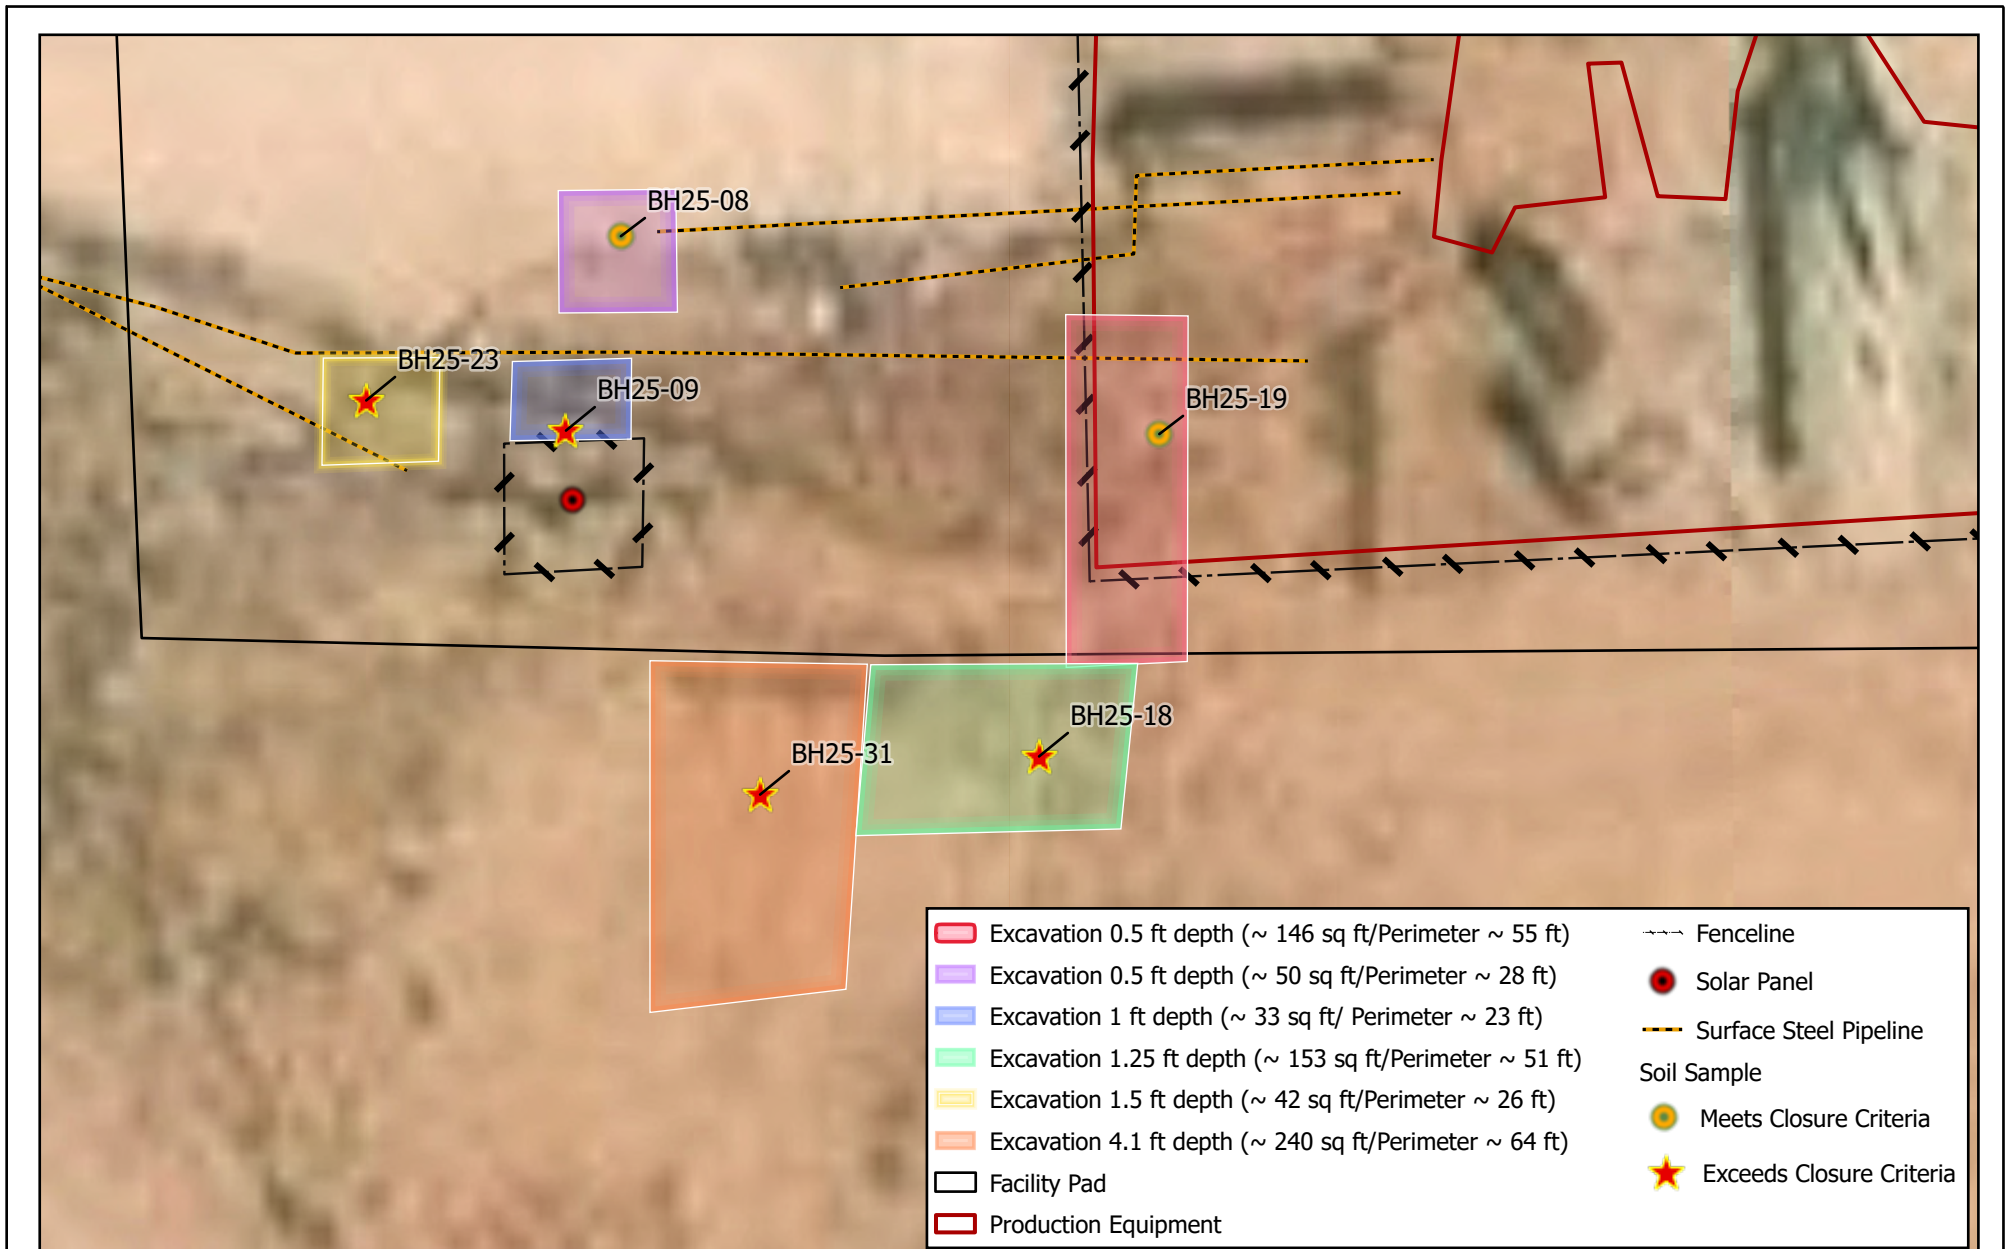 BH25-08
BH25-23
BH25-09
BH25-19
BH25-18
BH25-31
Excavation 0.5 ft depth (~ 146 sq ft/Perimeter ~ 55 ft)
Excavation 0.5 ft depth (~ 50 sq ft/Perimeter ~ 28 ft)
Excavation 1 ft depth (~ 33 sq ft/ Perimeter ~ 23 ft)
Excavation 1.25 ft depth (~ 153 sq ft/Perimeter ~ 51 ft)
Excavation 1.5 ft depth (~ 42 sq ft/Perimeter ~ 26 ft)
Excavation 4.1 ft depth (~ 240 sq ft/Perimeter ~ 64 ft)
Facility Pad
Production Equipment
Fenceline
Solar Panel
Surface Steel Pipeline
Soil Sample
Meets Closure Criteria
Exceeds Closure Criteria